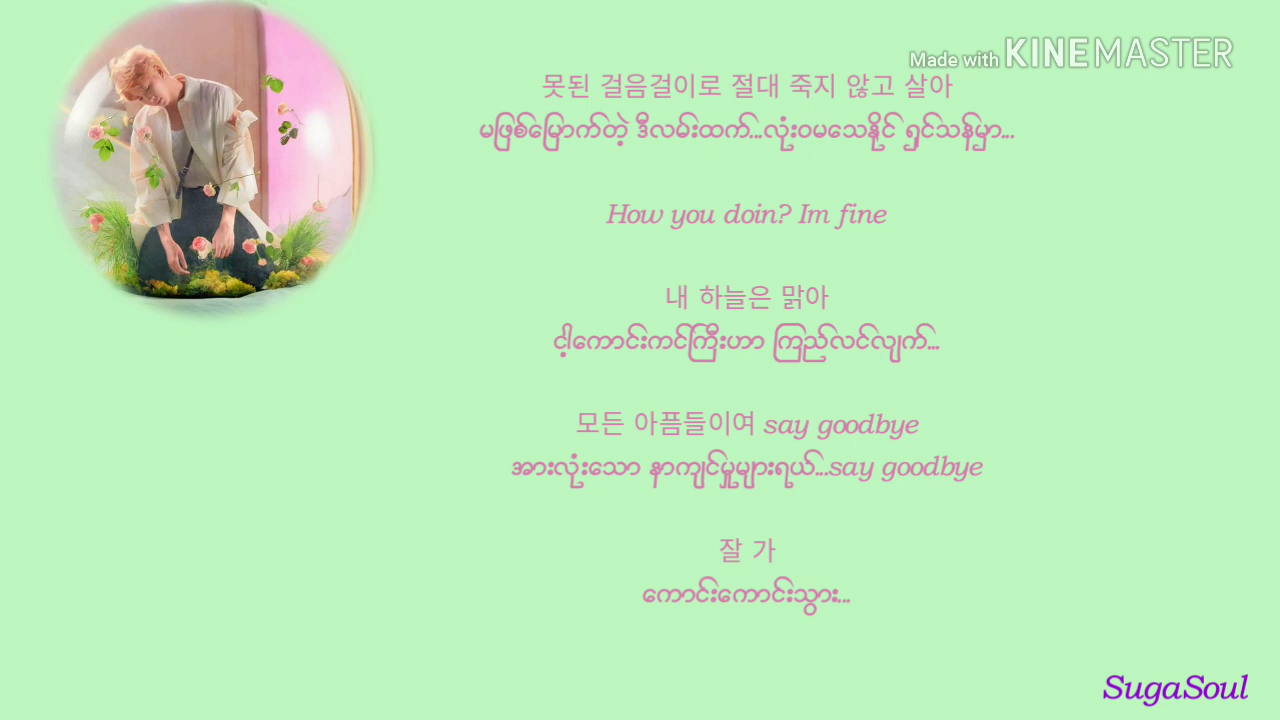 Made with KINEMASTER
못된 걸음걸이로 절대 죽지 않고 살아
မဖြစ်မြောက်တဲ့ ဒီလမ်းထက်...လုံးဝမသေနိုင် ရှင်သန်မှာ...
How you doin? Im fine
내 하늘은 맑아
ငါ့ကောင်းကင်ကြီးဟာ ကြည်လင်လျက်...
모든 아픔들이여 say goodbye
အားလုံးသော နာကျင်မှုများရယ်...say goodbye
잘 가
ကောင်းကောင်းသွား...
SugaSoul